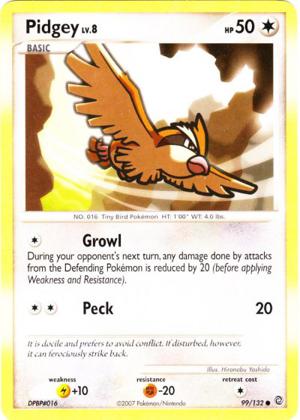 Pidgey LV.8 HP 50
BASIC
NO. 016 Tiny Bird Pokémon HT: 1'00" WT: 4.0 lbs.
Growl
During your opponent's next turn, any damage done by attacks
from the Defending Pokémon is reduced by 20 (before applying
Weakness and Resistance).
Peck 20
It is docile and prefers to avoid conflict. If disturbed, however,
it can ferociously strike back.
Illus. Hironobu Yoshida
weakness resistance retreat cost
+10 -20
DPBP#016 ©2007 Pokémon/Nintendo 99/132